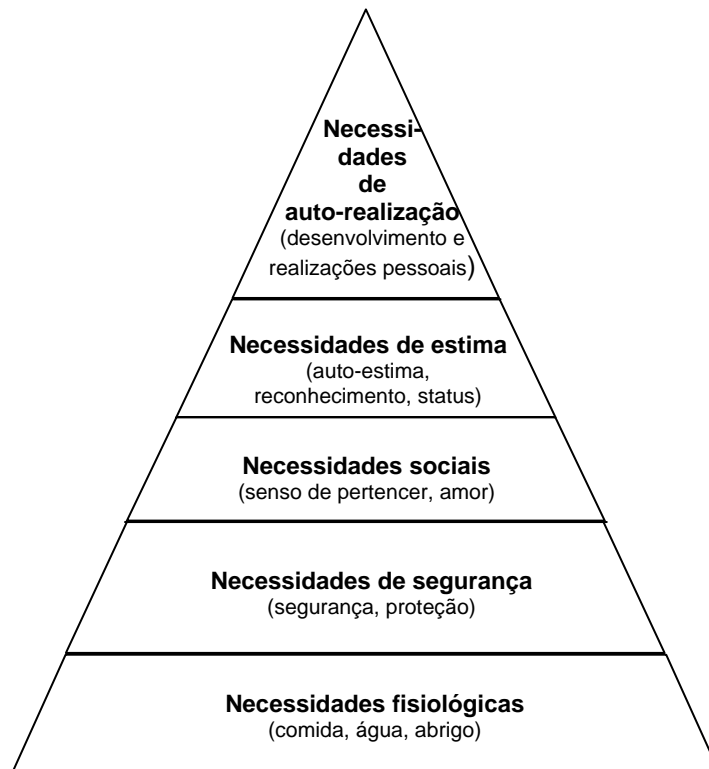 Necessi-
dades
de
auto-realização
(desenvolvimento e
realizações pessoais)
Necessidades de estima
(auto-estima,
reconhecimento, status)
Necessidades sociais
(senso de pertencer, amor)
Necessidades de segurança
(segurança, proteção)
Necessidades fisiológicas
(comida, água, abrigo)